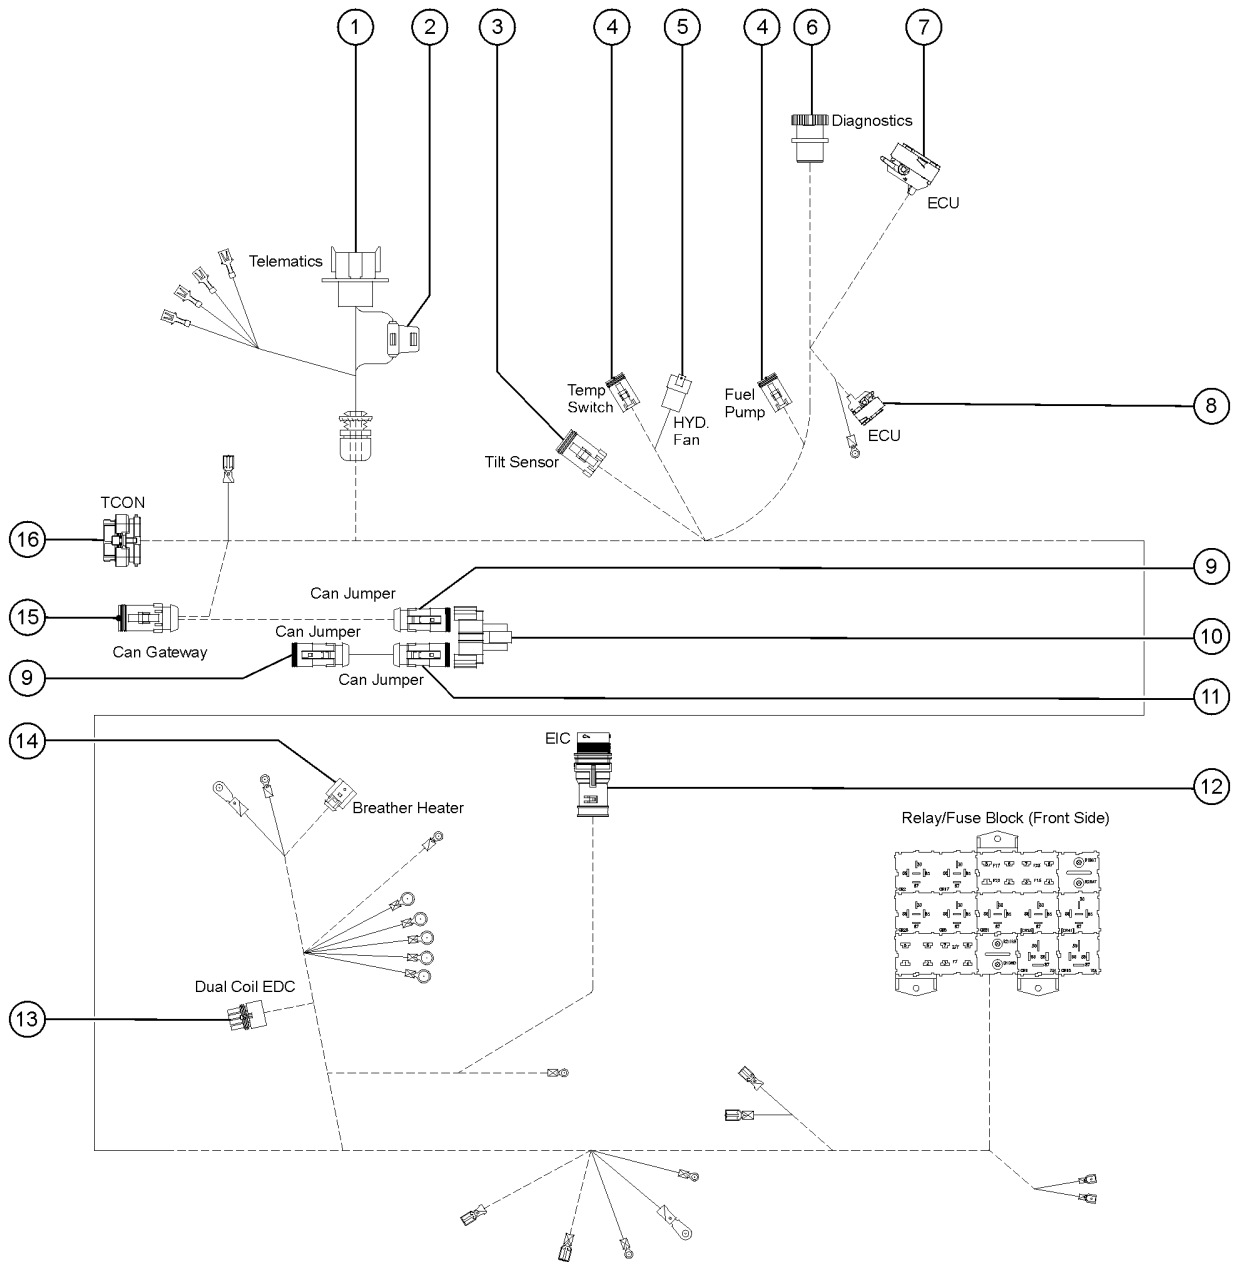 1 2 3 4 5 4 6 7
Diagnostics
ECU
Telematics
Temp
Switch
HYD.
Fan
Fuel
Pump
8
ECU
Tilt Sensor
TCON
16
9
Can Jumper
15
Can Jumper
10
Can Gateway
9
Can Jumper
11
14
EIC
Breather Heater
12
Relay/Fuse Block (Front Side)
Dual Coil EDC
13